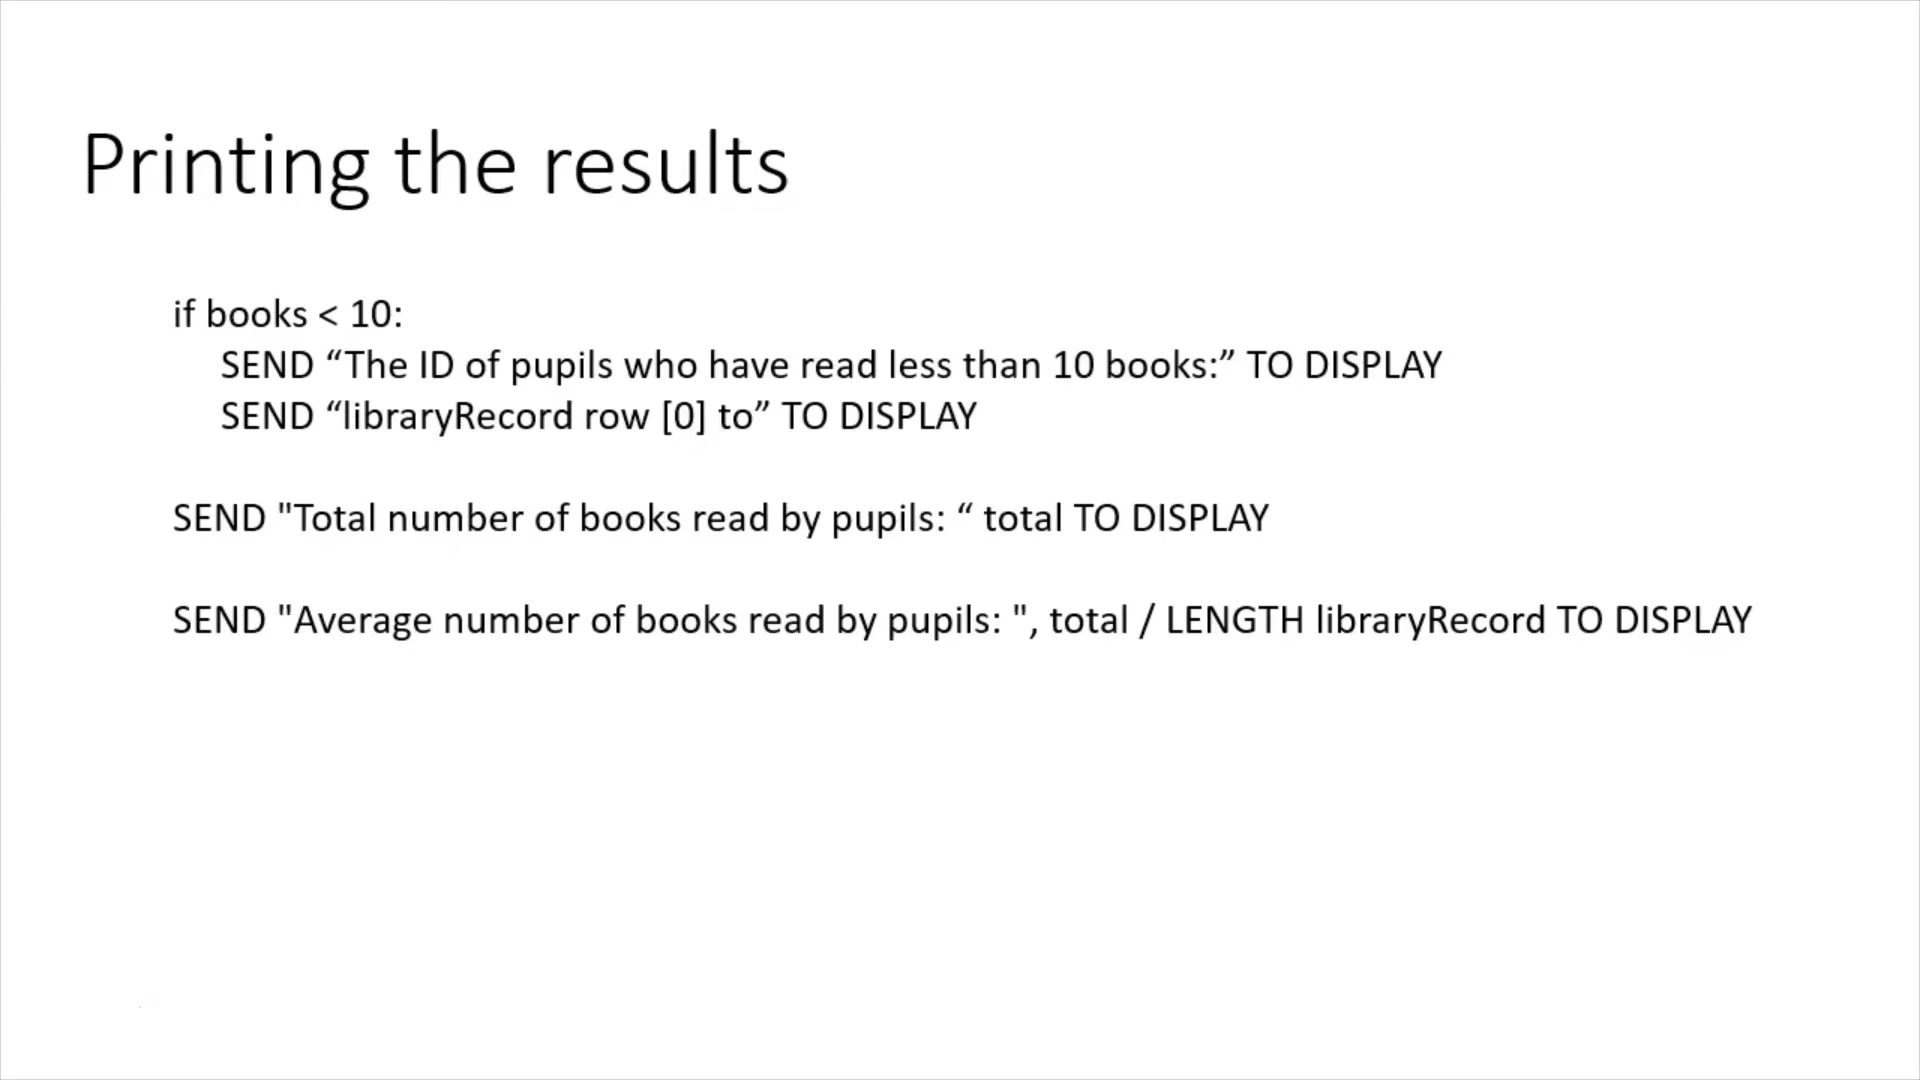 Printing the results
if books < 10:
SEND “The ID of pupils who have read less than 10 books:” TO DISPLAY
SEND “libraryRecord row [0] to” TO DISPLAY
SEND "Total number of books read by pupils: “ total TO DISPLAY
SEND "Average number of books read by pupils: ", total / LENGTH libraryRecord TO DISPLAY